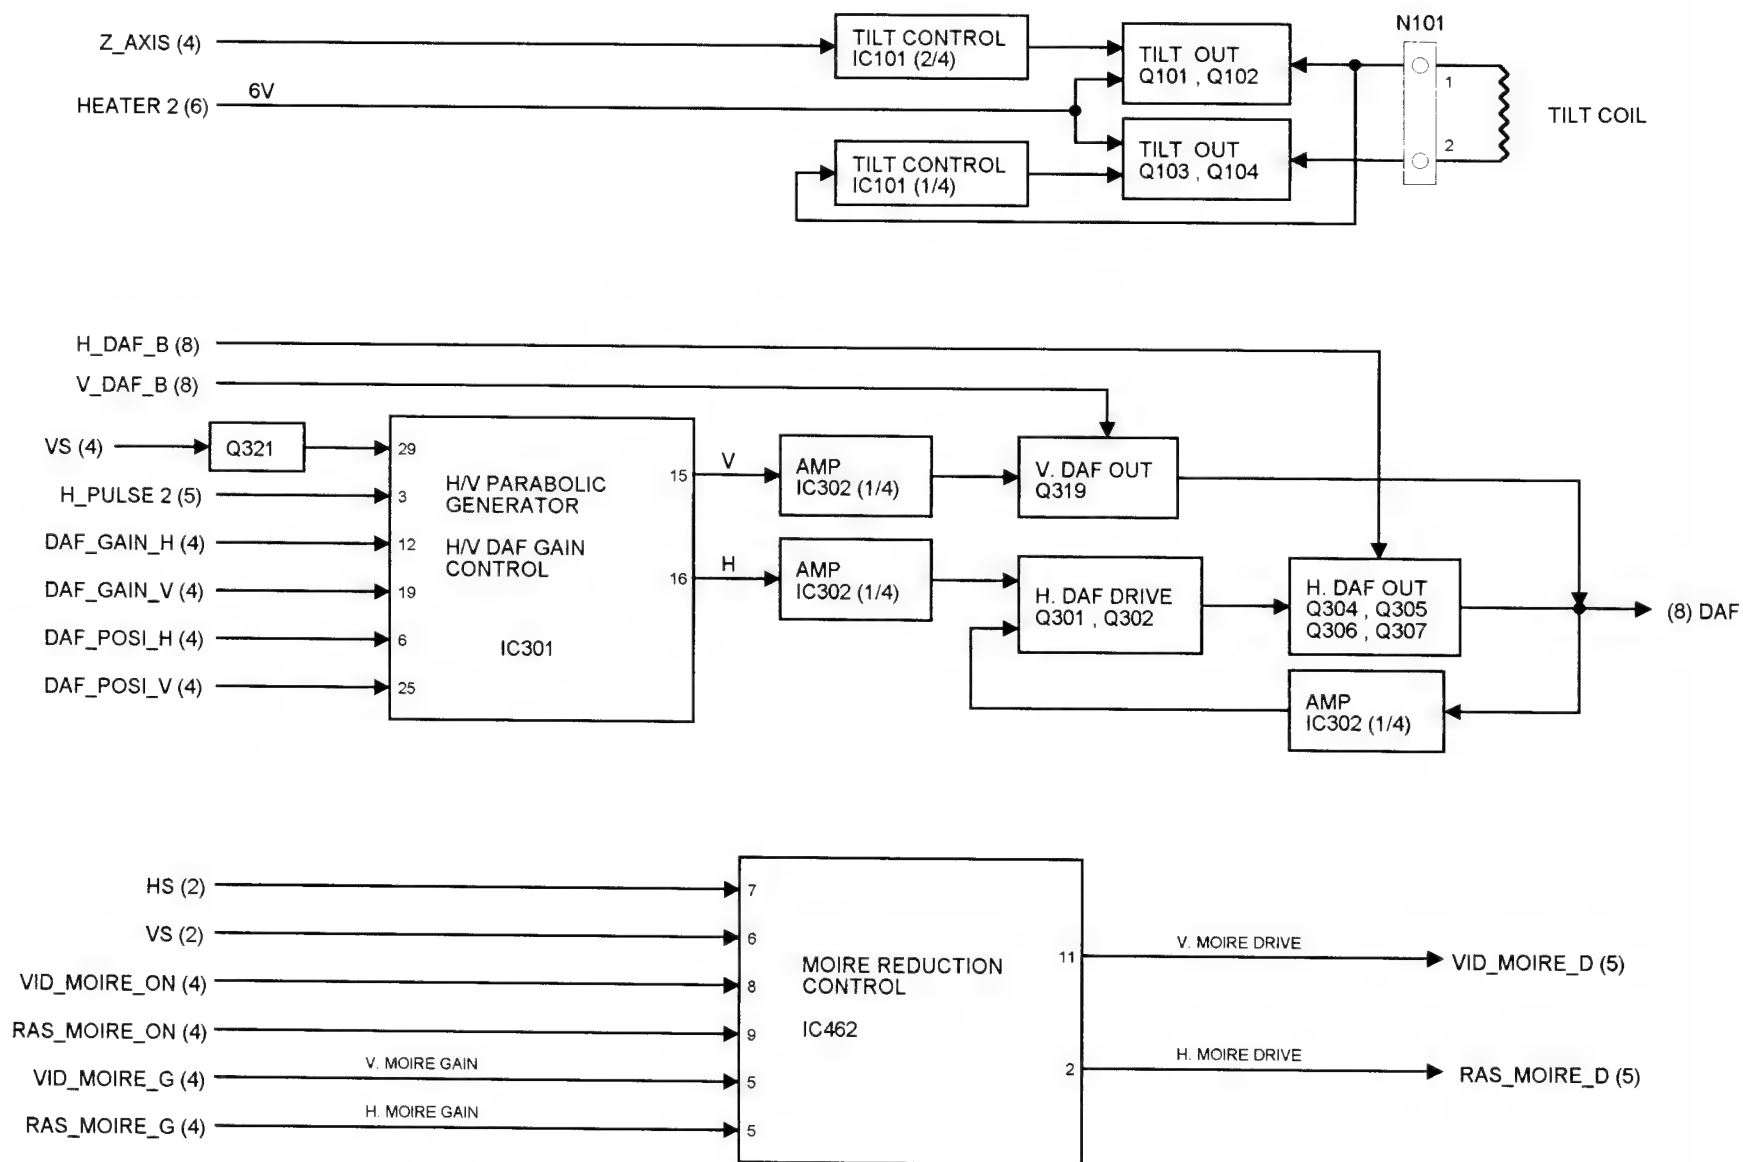 Z_AXIS (4)
TILT CONTROL
IC101 (2/4)
TILT OUT
Q101 , Q102
N101
1
2
TILT COIL
HEATER 2 (6)
6V
TILT CONTROL
IC101 (1/4)
TILT OUT
Q103 , Q104
H_DAF_B (8)
V_DAF_B (8)
VS (4)
Q321
H_PULSE 2 (5)
DAF_GAIN_H (4)
DAF_GAIN_V (4)
DAF_POSI_H (4)
DAF_POSI_V (4)
29
3
12
19
6
25
H/V PARABOLIC
GENERATOR
H/V DAF GAIN
CONTROL
IC301
15
16
V
H
AMP
IC302 (1/4)
AMP
IC302 (1/4)
V. DAF OUT
Q319
H. DAF DRIVE
Q301 , Q302
H. DAF OUT
Q304 , Q305
Q306 , Q307
(8) DAF
AMP
IC302 (1/4)
HS (2)
VS (2)
VID_MOIRE_ON (4)
RAS_MOIRE_ON (4)
VID_MOIRE_G (4)
V. MOIRE GAIN
RAS_MOIRE_G (4)
H. MOIRE GAIN
7
6
8
9
5
5
MOIRE REDUCTION
CONTROL
IC462
11
2
V. MOIRE DRIVE
VID_MOIRE_D (5)
H. MOIRE DRIVE
RAS_MOIRE_D (5)